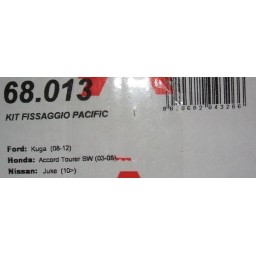 68.013
KIT FISSAGGIO PACIFIC
Ford: Kuga (08-12)
Honda: Accord Tourer SW (03-08)
Nissan: Juke (10>)